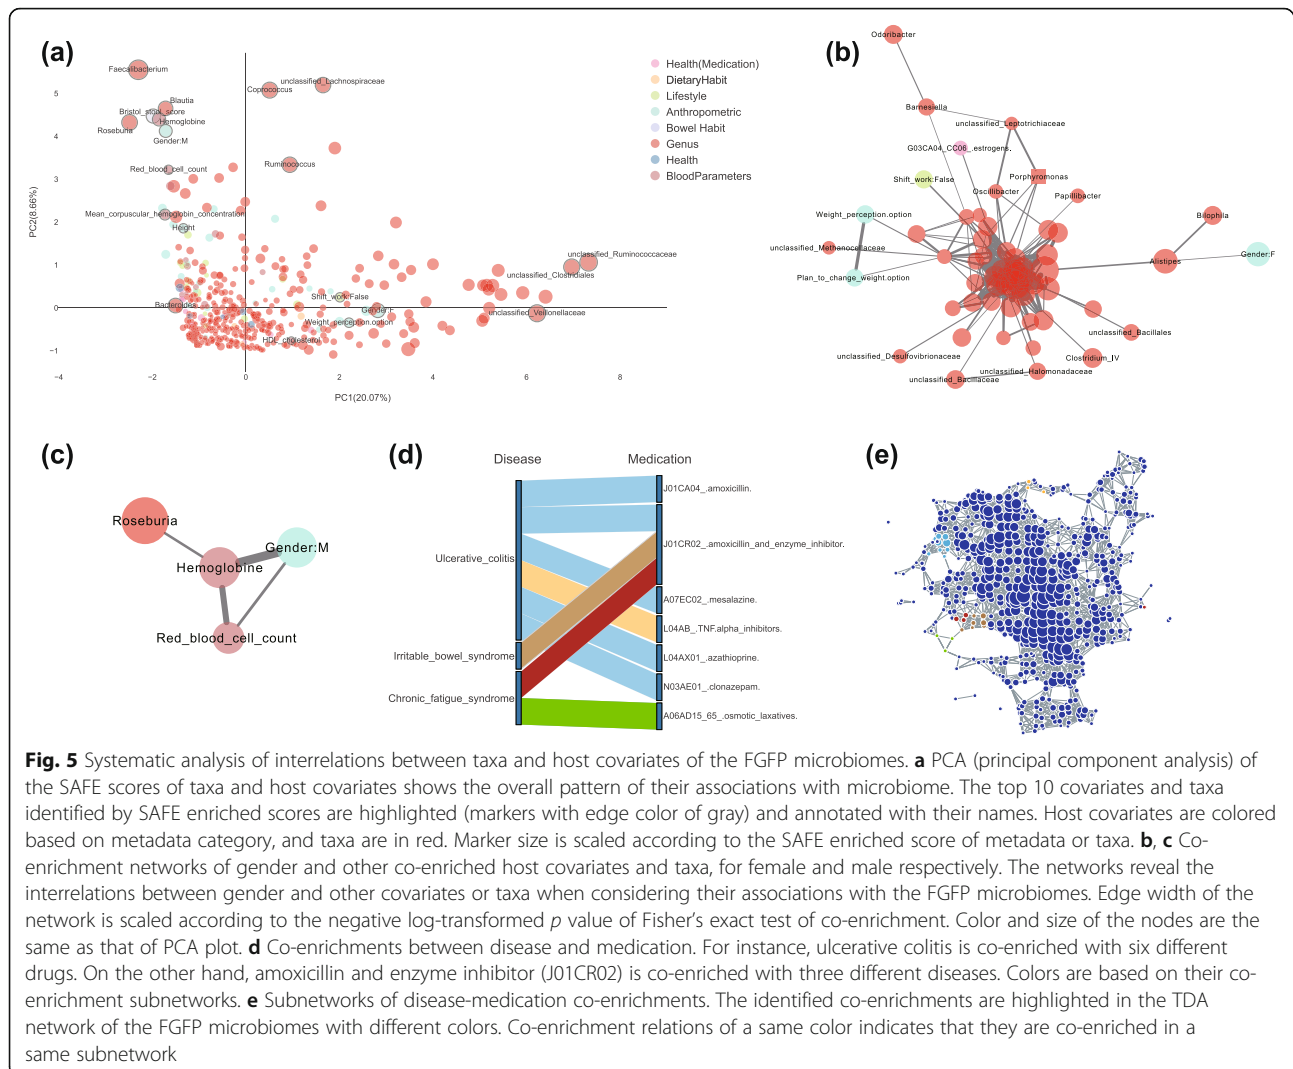 (a)
Faecalibacterium
unclassified_Lachnospiraceae
Coprococcus
Blautia
Bristol_stool_score
Hemoglobine
Roseburia
Gender:M
Ruminococcus
Red_blood_cell_count
Mean_corpuscular_hemoglobin_concentration
Height
unclassified_Ruminococcaceae
unclassified_Clostridiales
Shift_work:False
Bacteroides
Gender:F
unclassified_Veillonellaceae
Weight_perception.option
HDL_cholesterol
5
4
3
2
1
0
−1
PC2(8.66%)
−4
−2
0
2
4
6
8
PC1(20.07%)
Health(Medication)
DietaryHabit
Lifestyle
Anthropometric
Bowel Habit
Genus
Health
BloodParameters
(b)
Odoribacter
Barnesiella
unclassified_Leptotrichiaceae
G03CA04_CC06_.estrogens.
Porphyromonas
Shift_work:False
Oscillibacter
Papillibacter
Weight_perception.option
Bilophila
unclassified_Methanocellaceae
Alistipes
Gender:F
Plan_to_change_weight.option
unclassified_Bacillales
unclassified_Desulfovibrionaceae
Clostridium_IV
unclassified_Halomonadaceae
unclassified_Bacillaceae
(c)
Roseburia
Gender:M
Hemoglobine
Red_blood_cell_count
(d)
Disease
Medication
J01CA04_.amoxicillin.
J01CR02_.amoxicillin_and_enzyme_inhibitor.
Ulcerative_colitis
A07EC02_.mesalazine.
L04AB_.TNF.alpha_inhibitors.
Irritable_bowel_syndrome
L04AX01_.azathioprine.
N03AE01_.clonazepam.
Chronic_fatigue_syndrome
A06AD15_65_.osmotic_laxatives.
(e)
Fig. 5 Systematic analysis of interrelations between taxa and host covariates of the FGFP microbiomes. a PCA (principal component analysis) of
the SAFE scores of taxa and host covariates shows the overall pattern of their associations with microbiome. The top 10 covariates and taxa
identified by SAFE enriched scores are highlighted (markers with edge color of gray) and annotated with their names. Host covariates are colored
based on metadata category, and taxa are in red. Marker size is scaled according to the SAFE enriched score of metadata or taxa. b, c Co-
enrichment networks of gender and other co-enriched host covariates and taxa, for female and male respectively. The networks reveal the
interrelations between gender and other covariates or taxa when considering their associations with the FGFP microbiomes. Edge width of the
network is scaled according to the negative log-transformed p value of Fisher's exact test of co-enrichment. Color and size of the nodes are the
same as that of PCA plot. d Co-enrichments between disease and medication. For instance, ulcerative colitis is co-enriched with six different
drugs. On the other hand, amoxicillin and enzyme inhibitor (J01CR02) is co-enriched with three different diseases. Colors are based on their co-
enrichment subnetworks. e Subnetworks of disease-medication co-enrichments. The identified co-enrichments are highlighted in the TDA
network of the FGFP microbiomes with different colors. Co-enrichment relations of a same color indicates that they are co-enriched in a
same subnetwork